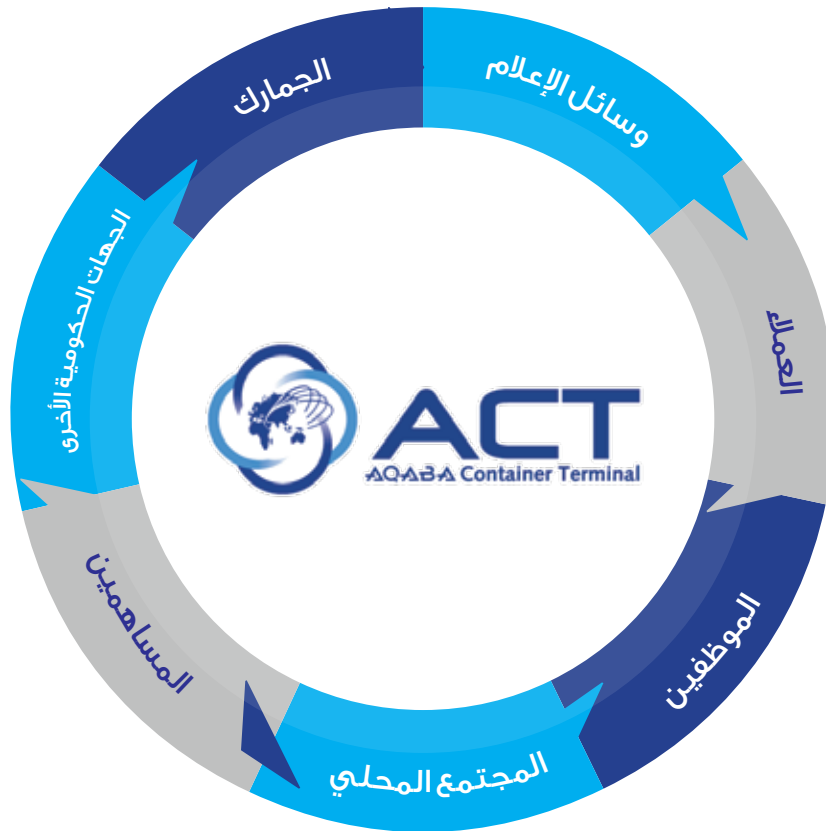 وسائل الإعلام
العملاء
الموظفين
المجتمع المحلي
المساهمين
الجهات الحكومية الأخرى
الجمارك
ACT
AQABA Container Terminal